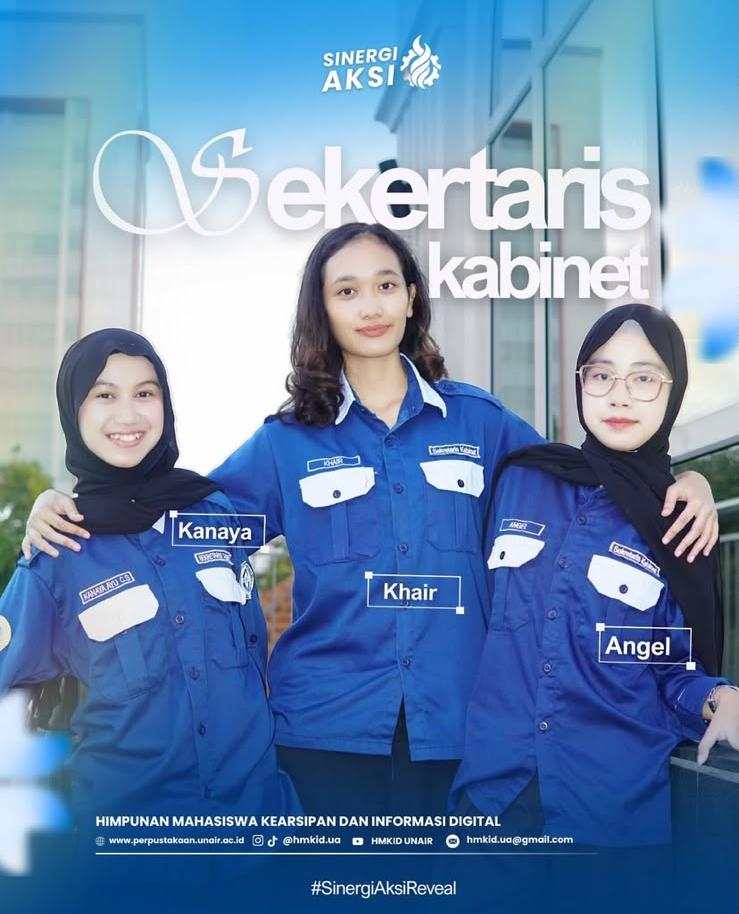 SINERGI
AKSI
Sekertaris
kabinet
KHAIR
Sekretaris Kabinet
ANGEL
Sekretaris Kabinet
Kanaya
KANAYA AYU C.S
Khair
Angel
HIMPUNAN MAHASISWA KEARSIPAN DAN INFORMASI DIGITAL
www.perpustakaan.unair.ac.id @hmkid.ua HMKID UNAIR hmkid.ua@gmail.com
#SinergiAksiReveal